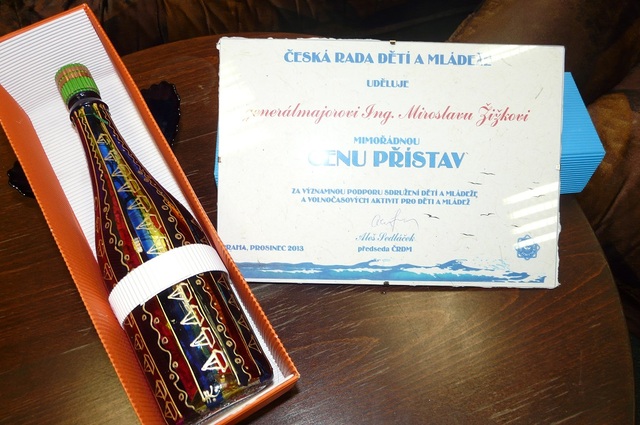 ČESKÁ RADA DĚTÍ A MLÁDEŽE
UDĚLUJE
generálmajorovi Ing. Miroslavu Žižkovi
MIMOŘÁDNOU
CENU PŘÍSTAV
ZA VÝZNAMNOU PODPORU SDRUŽENÍ DĚTÍ A MLÁDEŽE
A VOLNOČASOVÝCH AKTIVIT PRO DĚTI A MLÁDEŽ
Aleš Sedláček
předseda ČRDM
PRAHA, PROSINEC 2013